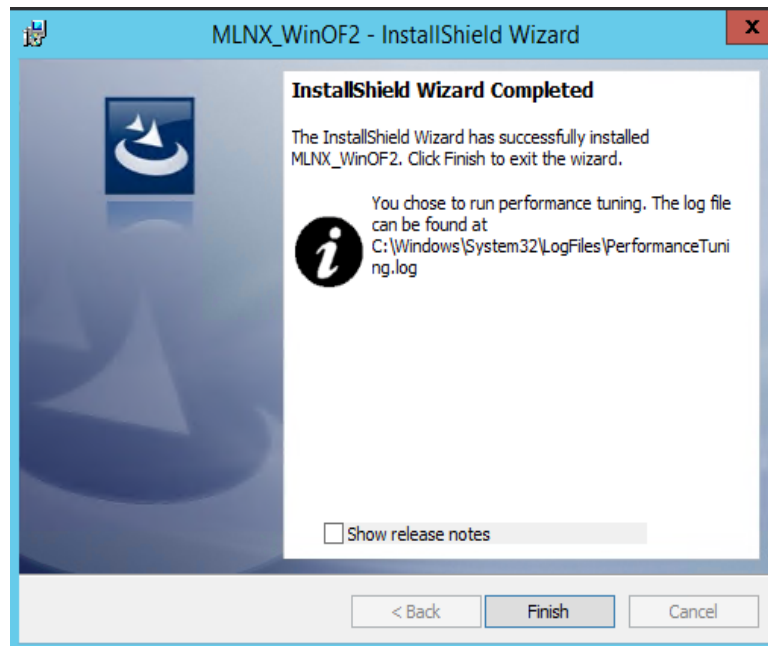 MLNX_WinOF2 - InstallShield Wizard
x
InstallShield Wizard Completed
The InstallShield Wizard has successfully installed
MLNX_WinOF2. Click Finish to exit the wizard.
You chose to run performance tuning. The log file
can be found at
C:\Windows\System32\LogFiles\PerformanceTuni
ng.log
Show release notes
< Back
Finish
Cancel